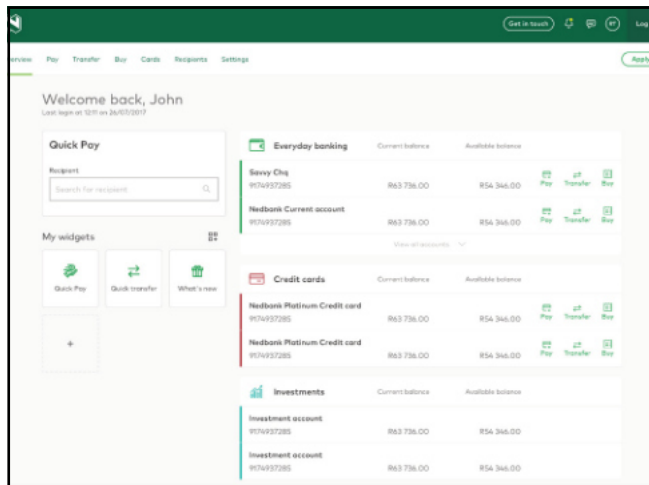 Get in touch
Log
erview Pay Transfer Buy Cards Recipients Settings
Apply
Welcome back, John
Last login at 12:11 on 26/07/2017
Quick Pay
Recipient
Search for recipient
My widgets
Quick Pay Quick transfer What's new
+
Everyday banking Current balance Available balance
Savvy Chq
9174937285 R63 736.00 R54 346.00 Pay Transfer Buy
Nedbank Current account
9174937285 R63 736.00 R54 346.00 Pay Transfer Buy
View all accounts
Credit cards Current balance Available balance
Nedbank Platinum Credit card
9174937285 R63 736.00 R54 346.00 Pay Transfer Buy
Nedbank Platinum Credit card
9174937285 R63 736.00 R54 346.00 Pay Transfer Buy
Investments Current balance Available balance
Investment account
9174937285 R63 736.00 R54 346.00
Investment account
9174937285 R63 736.00 R54 346.00